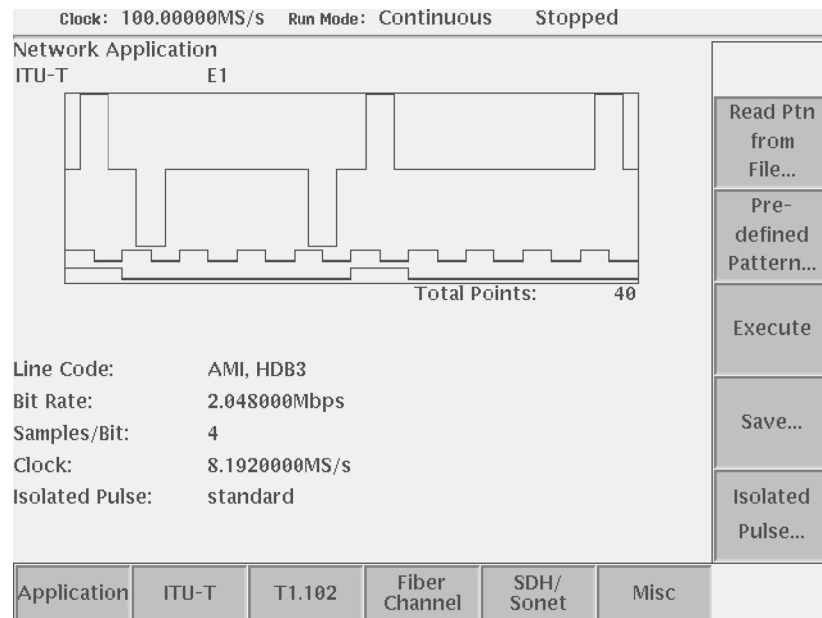 Clock: 100.00000MS/s Run Mode: Continuous Stopped
Network Application
ITU-T E1
Total Points: 40
Line Code: AMI, HDB3
Bit Rate: 2.048000Mbps
Samples/Bit: 4
Clock: 8.1920000MS/s
Isolated Pulse: standard
Read Ptn
from
File...
Pre-
defined
Pattern...
Execute
Save...
Isolated
Pulse...
Application ITU-T T1.102 Fiber
Channel SDH/
Sonet Misc